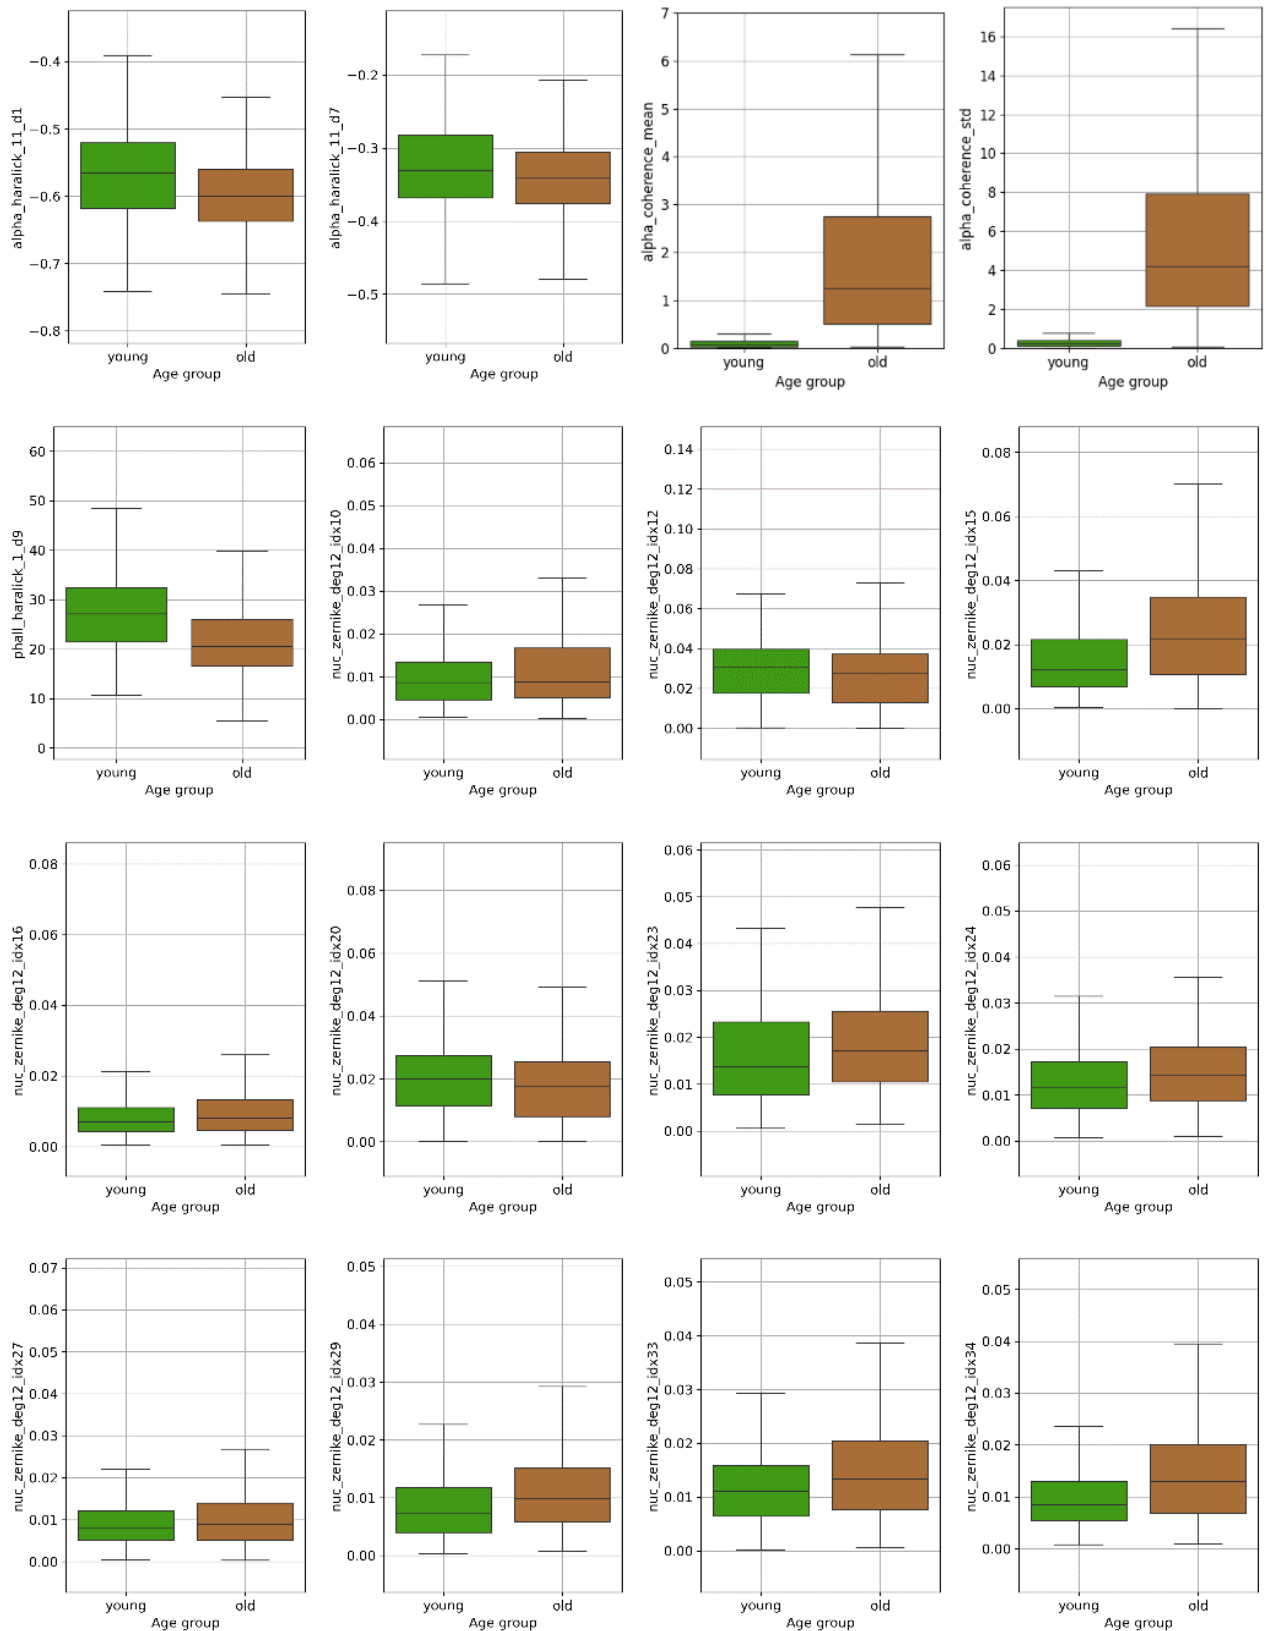 alpha_haralick_11_d1
−0.4
−0.5
−0.6
−0.7
−0.8
young old
Age group
alpha_haralick_11_d7
−0.2
−0.3
−0.4
−0.5
young old
Age group
alpha_coherence_mean
7
6
5
4
3
2
1
0
young old
Age group
alpha_coherence_std
16
14
12
10
8
6
4
2
0
young old
Age group
phall_haralick_1_d9
60
50
40
30
20
10
0
young old
Age group
nuc_zernike_deg12_idx10
0.06
0.05
0.04
0.03
0.02
0.01
0.00
young old
Age group
nuc_zernike_deg12_idx12
0.14
0.12
0.10
0.08
0.06
0.04
0.02
0.00
young old
Age group
nuc_zernike_deg12_idx15
0.08
0.06
0.04
0.02
0.00
young old
Age group
nuc_zernike_deg12_idx16
0.08
0.06
0.04
0.02
0.00
young old
Age group
nuc_zernike_deg12_idx20
0.08
0.06
0.04
0.02
0.00
young old
Age group
nuc_zernike_deg12_idx23
0.06
0.05
0.04
0.03
0.02
0.01
0.00
young old
Age group
nuc_zernike_deg12_idx24
0.06
0.05
0.04
0.03
0.02
0.01
0.00
young old
Age group
nuc_zernike_deg12_idx27
0.07
0.06
0.05
0.04
0.03
0.02
0.01
0.00
young old
Age group
nuc_zernike_deg12_idx29
0.05
0.04
0.03
0.02
0.01
0.00
young old
Age group
nuc_zernike_deg12_idx33
0.05
0.04
0.03
0.02
0.01
0.00
young old
Age group
nuc_zernike_deg12_idx34
0.05
0.04
0.03
0.02
0.01
0.00
young old
Age group